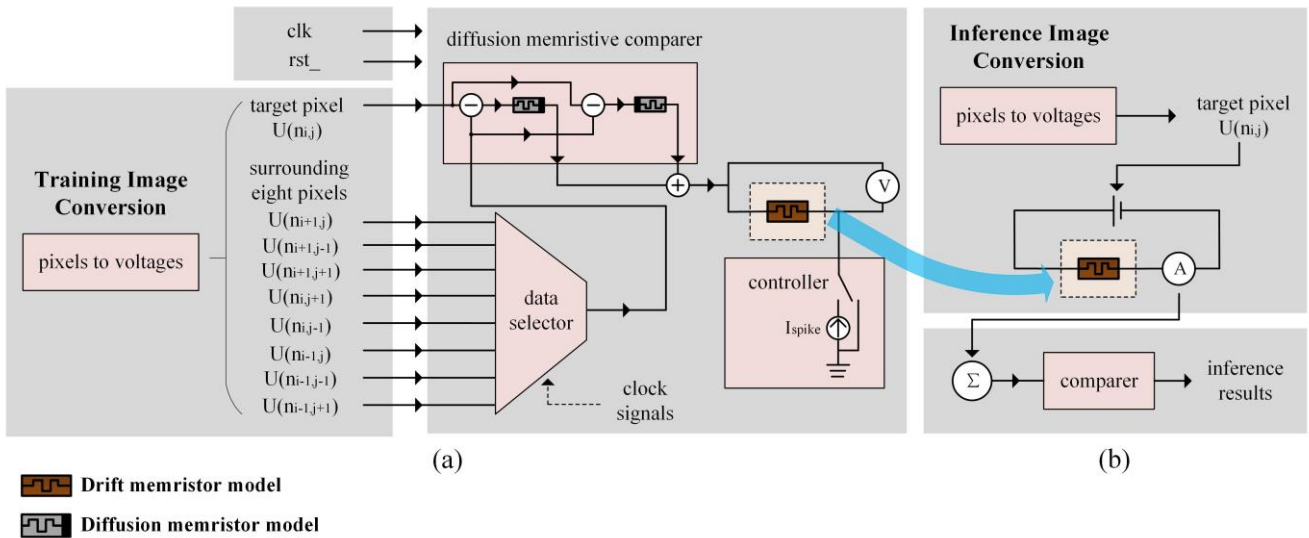 clk
rst_
Training Image
Conversion
pixels to voltages
target pixel
U(ni,j)
surrounding
eight pixels
U(ni+1,j)
U(ni+1,j-1)
U(ni+1,j+1)
U(ni,j+1)
U(ni,j-1)
U(ni-1,j)
U(ni-1,j-1)
U(ni-1,j+1)
diffusion memristive comparer
data
selector
clock
signals
V
controller
Ispike
(a)
Inference Image
Conversion
pixels to voltages
target pixel
U(ni,j)
A
Σ
comparer
inference
results
(b)
Drift memristor model
Diffusion memristor model